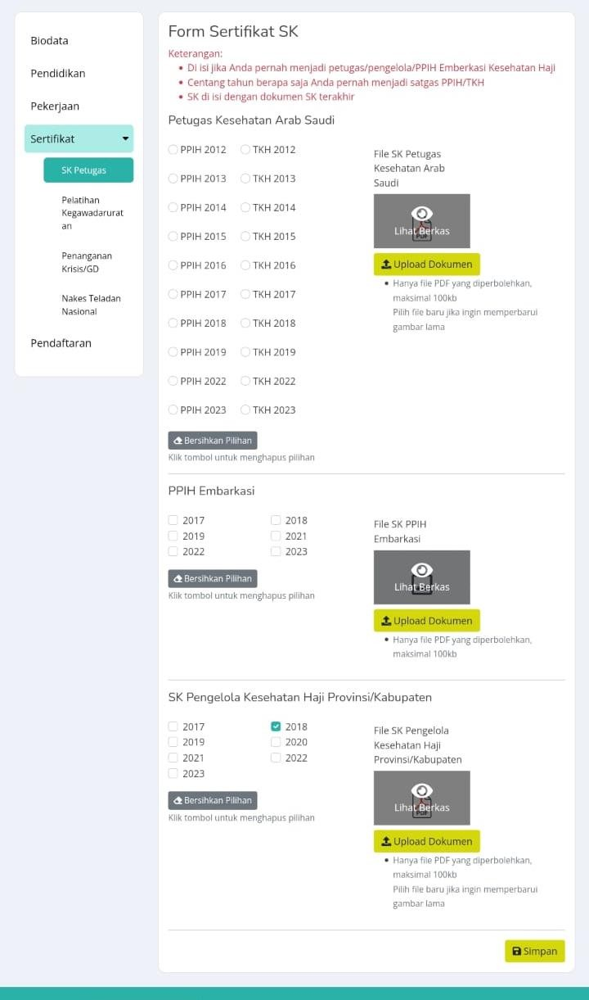 Biodata
Pendidikan
Pekerjaan
Sertifikat
SK Petugas
Pelatihan
Kegawadarurat
an
Penanganan
Krisis/GD
Nakes Teladan
Nasional
Pendaftaran
Form Sertifikat SK
Keterangan:
• Di isi jika Anda pernah menjadi petugas/pengelola/PPIH Emberkasi Kesehatan Haji
• Centang tahun berapa saja Anda pernah menjadi satgas PPIH/TKH
• SK di isi dengan dokumen SK terakhir
Petugas Kesehatan Arab Saudi
PPIH 2012 TKH 2012
PPIH 2013 TKH 2013
PPIH 2014 TKH 2014
PPIH 2015 TKH 2015
PPIH 2016 TKH 2016
PPIH 2017 TKH 2017
PPIH 2018 TKH 2018
PPIH 2019 TKH 2019
PPIH 2022 TKH 2022
PPIH 2023 TKH 2023
Bersihkan Pilihan
Klik tombol untuk menghapus pilihan
File SK Petugas
Kesehatan Arab
Saudi
Lihat Berkas
PDF
Upload Dokumen
• Hanya file PDF yang diperbolehkan,
maksimal 100kb
Pilih file baru jika ingin memperbarui
gambar lama
PPIH Embarkasi
2017 2018
2019 2021
2022 2023
Bersihkan Pilihan
Klik tombol untuk menghapus pilihan
File SK PPIH
Embarkasi
Lihat Berkas
Upload Dokumen
• Hanya file PDF yang diperbolehkan,
maksimal 100kb
SK Pengelola Kesehatan Haji Provinsi/Kabupaten
2017 2018
2019 2020
2021 2022
2023
Bersihkan Pilihan
Klik tombol untuk menghapus pilihan
File SK Pengelola
Kesehatan Haji
Provinsi/Kabupaten
Lihat Berkas
PDF
Upload Dokumen
• Hanya file PDF yang diperbolehkan,
maksimal 100kb
Pilih file baru jika ingin memperbarui
gambar lama
Simpan